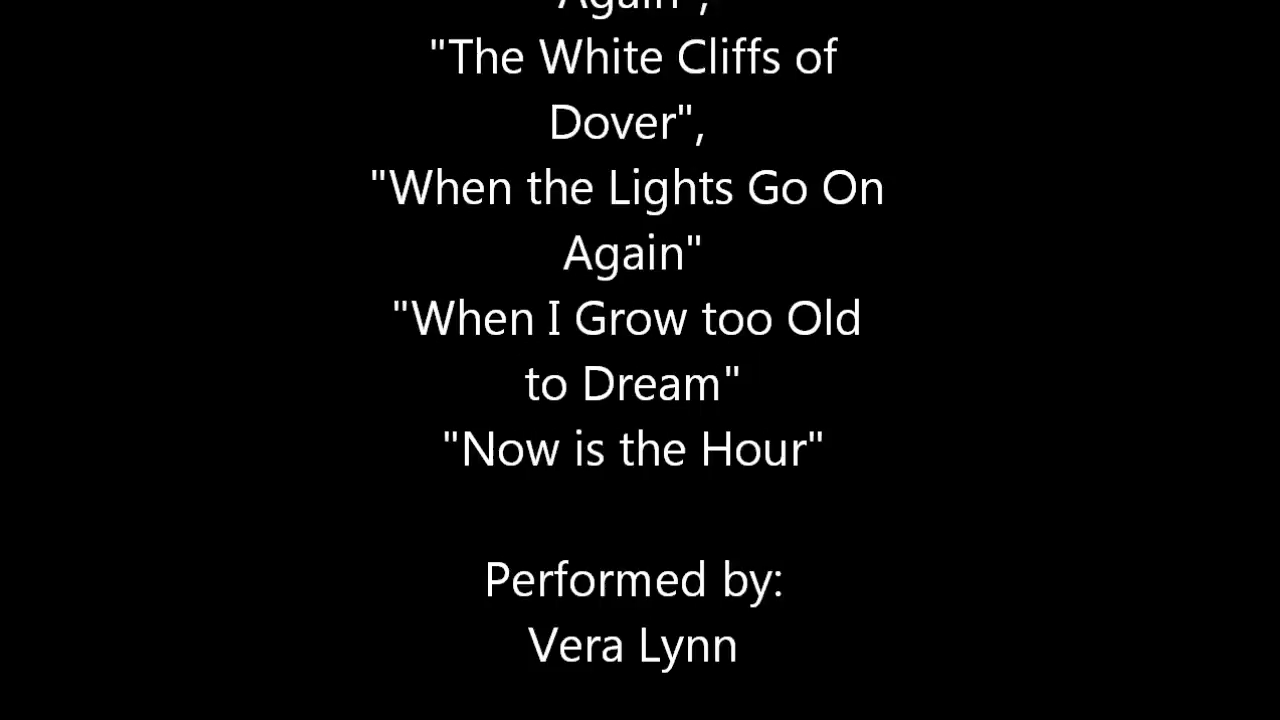 Again",
"The White Cliffs of
Dover",
"When the Lights Go On
Again"
"When I Grow too Old
to Dream"
"Now is the Hour"
Performed by:
Vera Lynn